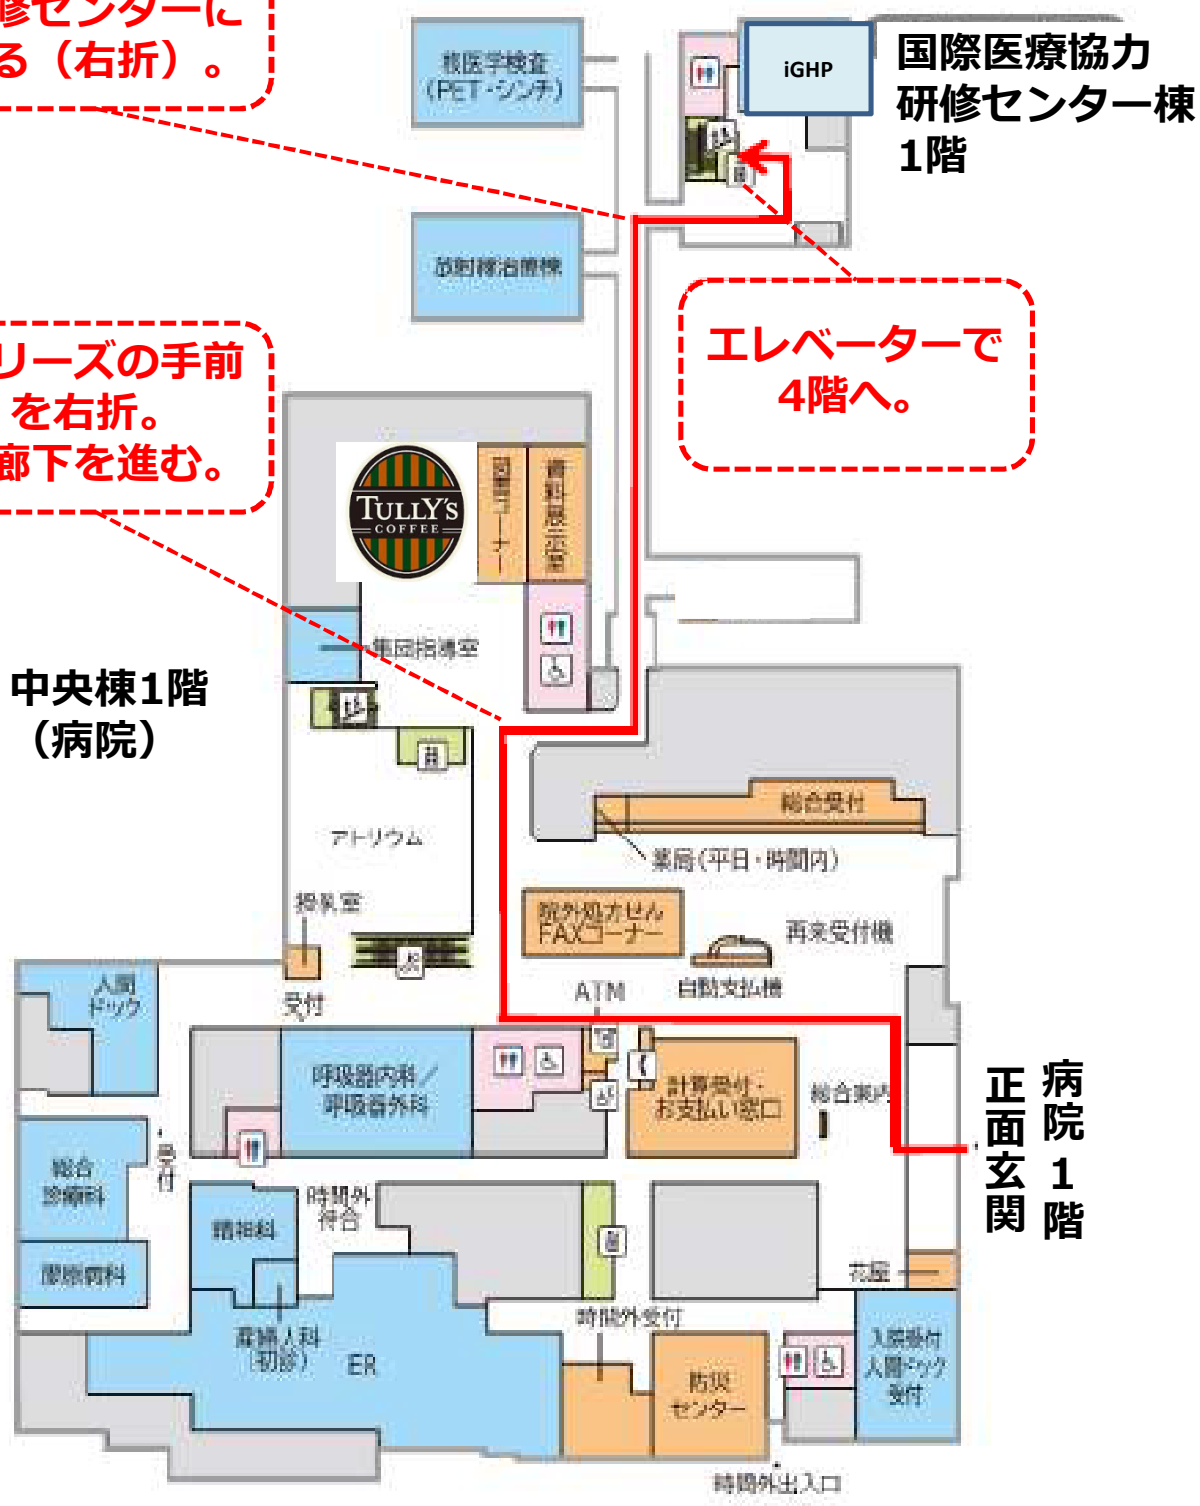 修センターに
る（右折）。
核医学検査
（PET・シンチ）
iGHP
国際医療協力
研修センター棟
1階
放射線治療棟
エレベーターで
4階へ。
リーズの手前
を右折。
廊下を進む。
TULLY'S
COFFEE
図書コーナー
資料展示室
集団指導室
中央棟1階
（病院）
総合受付
薬局（平日・時間内）
アトリウム
授乳室
院外処方せん
FAXコーナー
再来受付機
自動支払機
人間
ドック
受付
ATM
呼吸器内科／
呼吸器外科
計算受付・
お支払い窓口
総合案内
病院1階
正面玄関
総合
診療科
受付
時間外
待合
精神科
膠原病科
花屋
産婦人科
（初診）
ER
時間外受付
防災
センター
入院受付
人間ドック
受付
時間外出入口